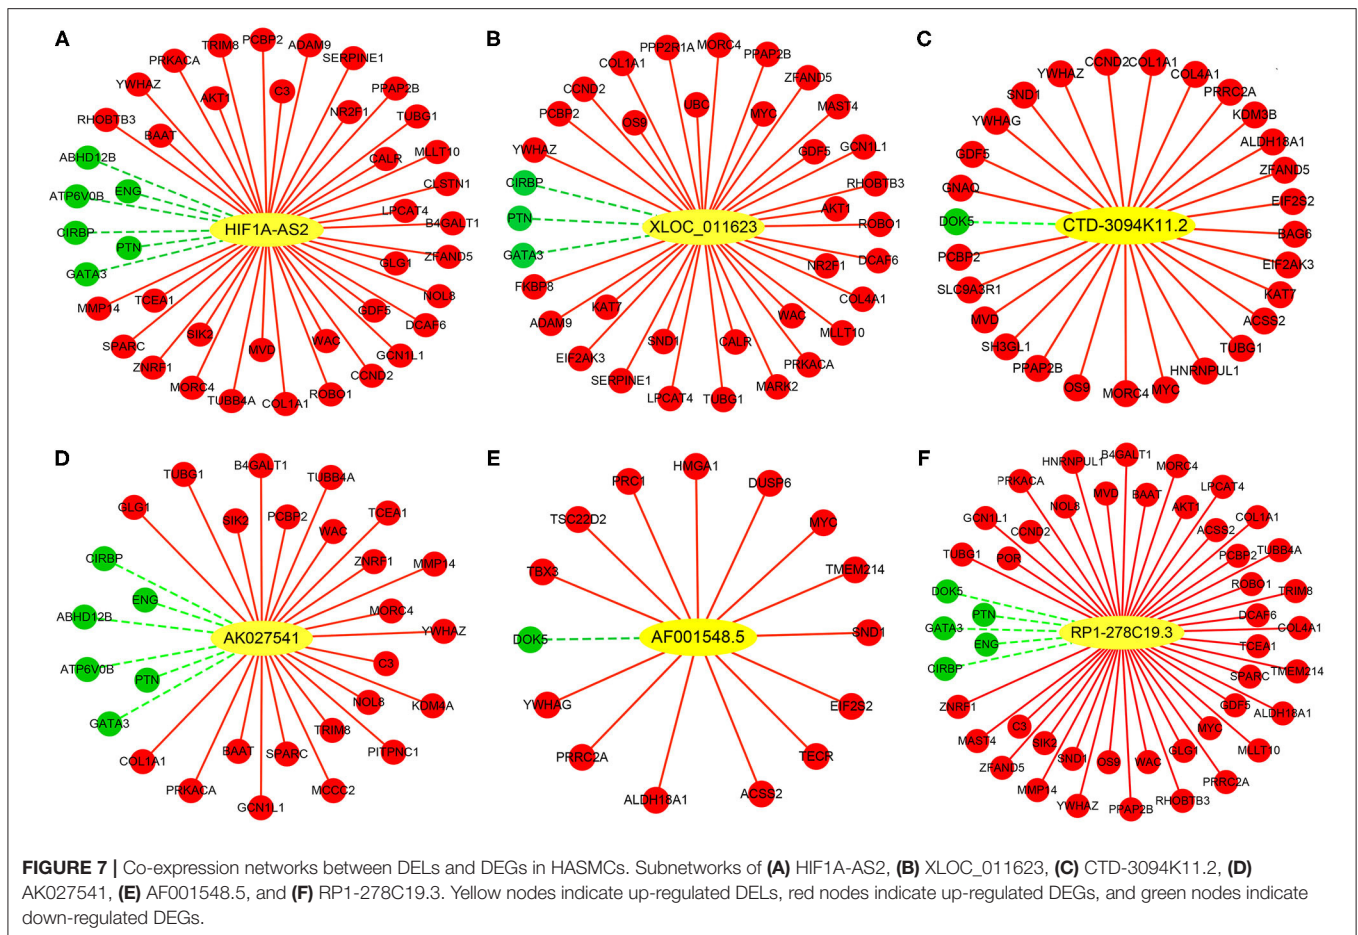 A
PCBP2
TRIM8
ADAM9
PRKACA
SERPINE1
YWHAZ
AKT1
C3
PPAP2B
NR2F1
RHOBTB3
BAAT
TUBG1
ABHD12B
CALR
MLLT10
ATP6V0B
ENG
CLSTN1
LPCAT4
CIRBP
HIF1A-AS2
B4GALT1
PTN
GATA3
GLG1
ZFAND5
MMP14
TCEA1
NOL8
GDF5
SPARC
SIK2
DCAF6
ZNRF1
MVD
WAC
GCN1L1
MORC4
CCND2
TUBB4A
COL1A1
ROBO1
B
PPP2R1A
MORC4
COL1A1
PPAP2B
CCND2
ZFAND5
PCBP2
OS9
UBC
MYC
MAST4
YWHAZ
GDF5
GCN1L1
CIRBP
RHOBTB3
PTN
AKT1
XLOC_011623
ROBO1
GATA3
DCAF6
FKBP8
NR2F1
ADAM9
KAT7
COL4A1
WAC
EIF2AK3
SND1
CALR
MLLT10
SERPINE1
PRKACA
LPCAT4
TUBG1
MARK2
C
CCND2
COL1A1
YWHAZ
COL4A1
SND1
PRRC2A
YWHAG
KDM3B
GDF5
ALDH18A1
GNAQ
ZFAND5
DOK5
EIF2S2
CTD-3094K11.2
BAG6
PCBP2
EIF2AK3
SLC9A3R1
KAT7
MVD
ACSS2
SH3GL1
TUBG1
PPAP2B
HNRNPUL1
OS9
MORC4
MYC
D
B4GALT1
TUBG1
TUBB4A
GLG1
SIK2
PCBP2
TCEA1
WAC
CIRBP
ZNRF1
MMP14
ENG
ABHD12B
MORC4
AK027541
YWHAZ
ATP6V0B
PTN
C3
GATA3
NOL8
KDM4A
TRIM8
COL1A1
BAAT
SPARC
PITPNC1
PRKACA
GCN1L1
MCCC2
E
HMGA1
PRC1
DUSP6
TSC22D2
MYC
TBX3
TMEM214
DOK5
AF001548.5
SND1
YWHAG
EIF2S2
PRRC2A
TECR
ALDH18A1
ACSS2
F
B4GALT1
HNRNPUL1
MORC4
PRKACA
MVD
BAAT
LPCAT4
NOL8
AKT1
GCN1L1
CCND2
ACSS2
COL1A1
TUBG1
POR
PCBP2
TUBB4A
DOK5
ROBO1
TRIM8
PTN
DCAF6
GATA3
RP1-278C19.3
COL4A1
ENG
TCEA1
CIRBP
SPARC
TMEM214
ZNRF1
GDF5
ALDH18A1
C3
MYC
MAST4
SIK2
MLLT10
ZFAND5
SND1
OS9
WAC
GLG1
PRRC2A
MMP14
YWHAZ
PPAP2B
RHOBTB3
FIGURE 7 | Co-expression networks between DELs and DEGs in HASMCs. Subnetworks of (A) HIF1A-AS2, (B) XLOC_011623, (C) CTD-3094K11.2, (D)
AK027541, (E) AF001548.5, and (F) RP1-278C19.3. Yellow nodes indicate up-regulated DELs, red nodes indicate up-regulated DEGs, and green nodes indicate
down-regulated DEGs.